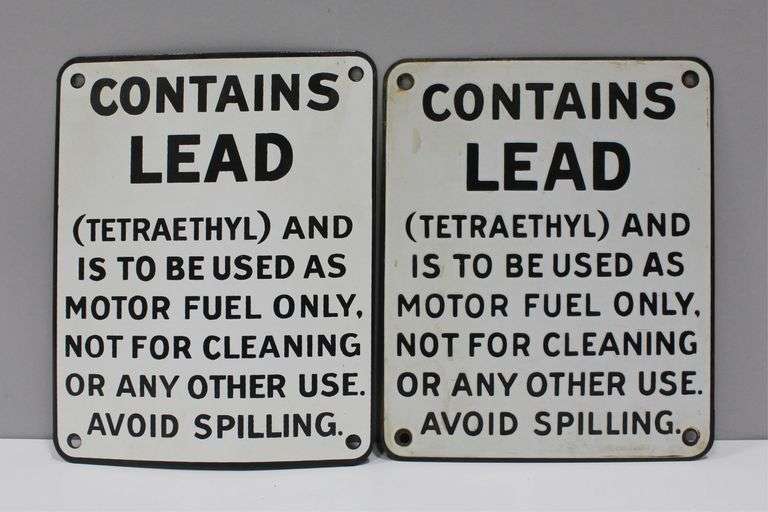 CONTAINS
LEAD
(TETRAETHYL) AND
IS TO BE USED AS
MOTOR FUEL ONLY,
NOT FOR CLEANING
OR ANY OTHER USE.
AVOID SPILLING.
CONTAINS
LEAD
(TETRAETHYL) AND
IS TO BE USED AS
MOTOR FUEL ONLY,
NOT FOR CLEANING
OR ANY OTHER USE.
AVOID SPILLING.